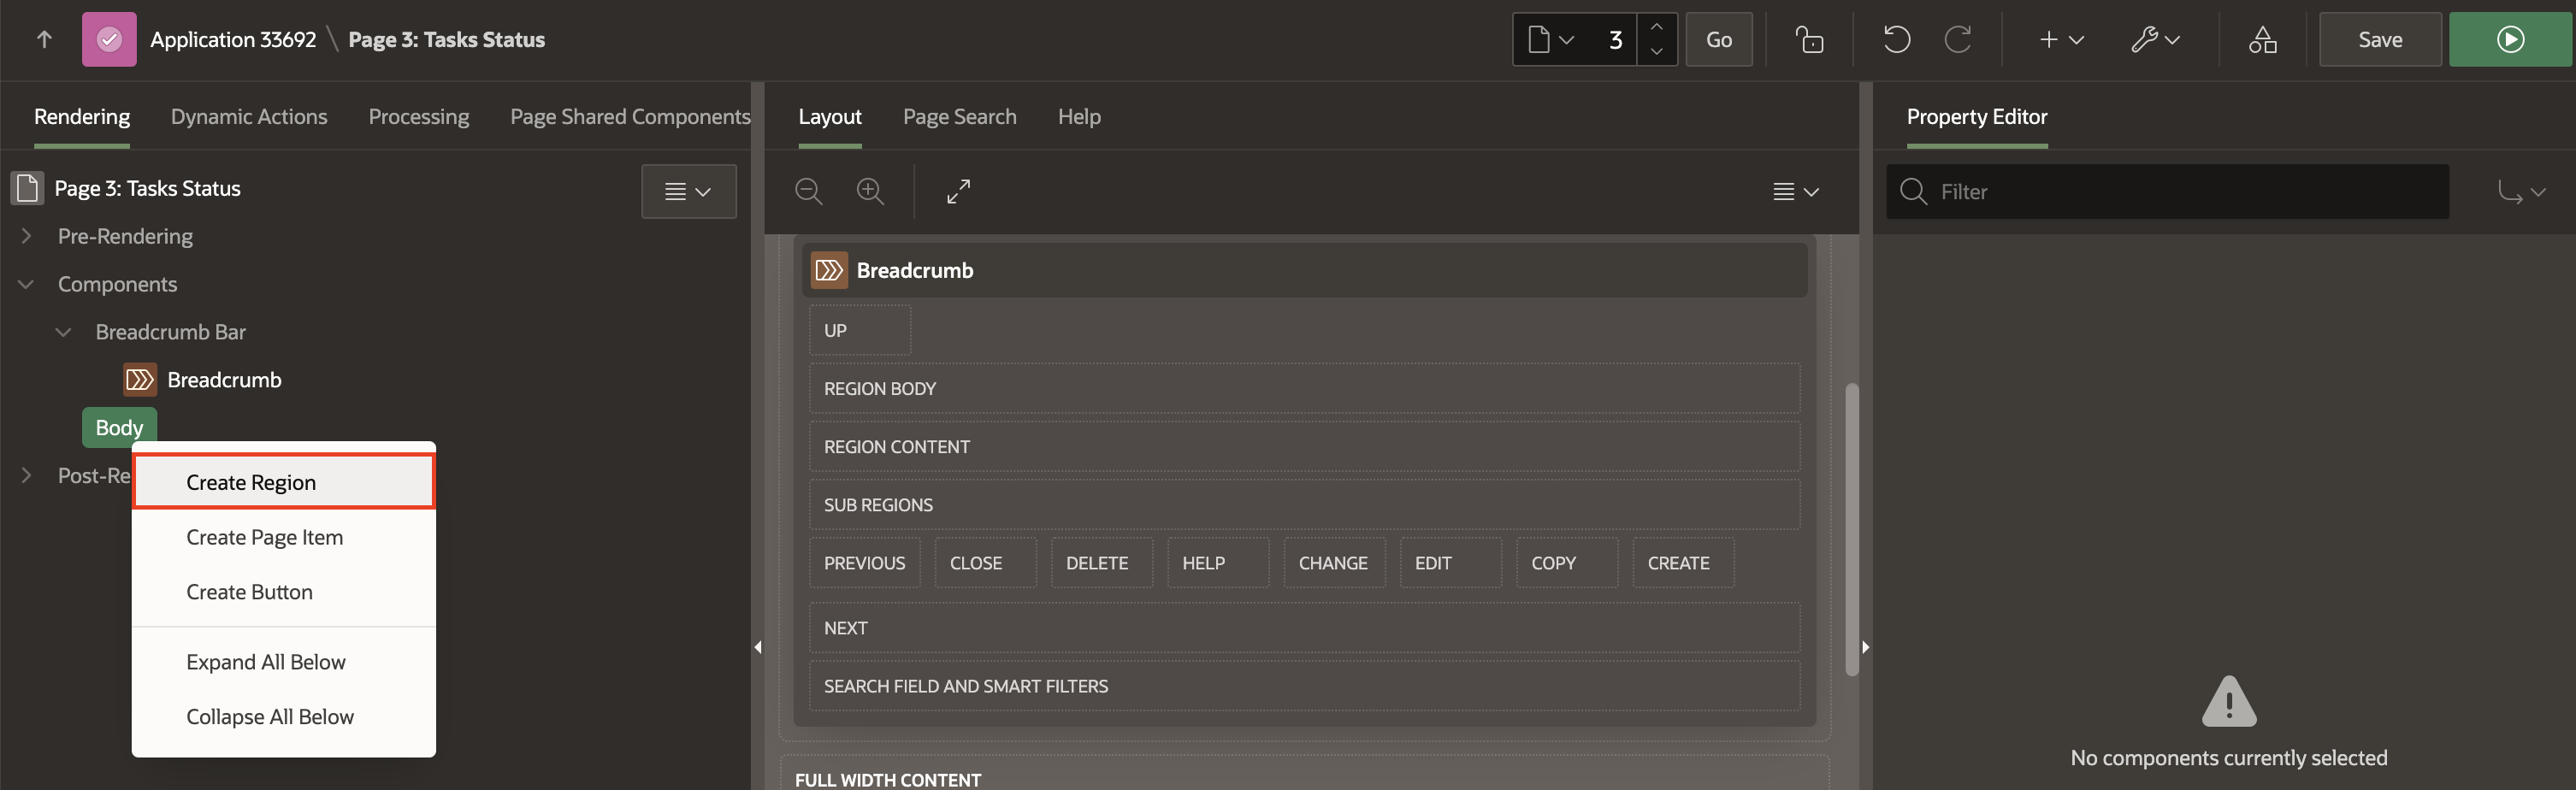 Application 33692 \ Page 3: Tasks Status
3
Go
Save
Rendering
Dynamic Actions
Processing
Page Shared Components
Page 3: Tasks Status
Pre-Rendering
Components
Breadcrumb Bar
Breadcrumb
Body
Post-Re
Create Region
Create Page Item
Create Button
Expand All Below
Collapse All Below
Layout
Page Search
Help
Breadcrumb
UP
REGION BODY
REGION CONTENT
SUB REGIONS
PREVIOUS
CLOSE
DELETE
HELP
CHANGE
EDIT
COPY
CREATE
NEXT
SEARCH FIELD AND SMART FILTERS
FULL WIDTH CONTENT
Property Editor
Filter
No components currently selected